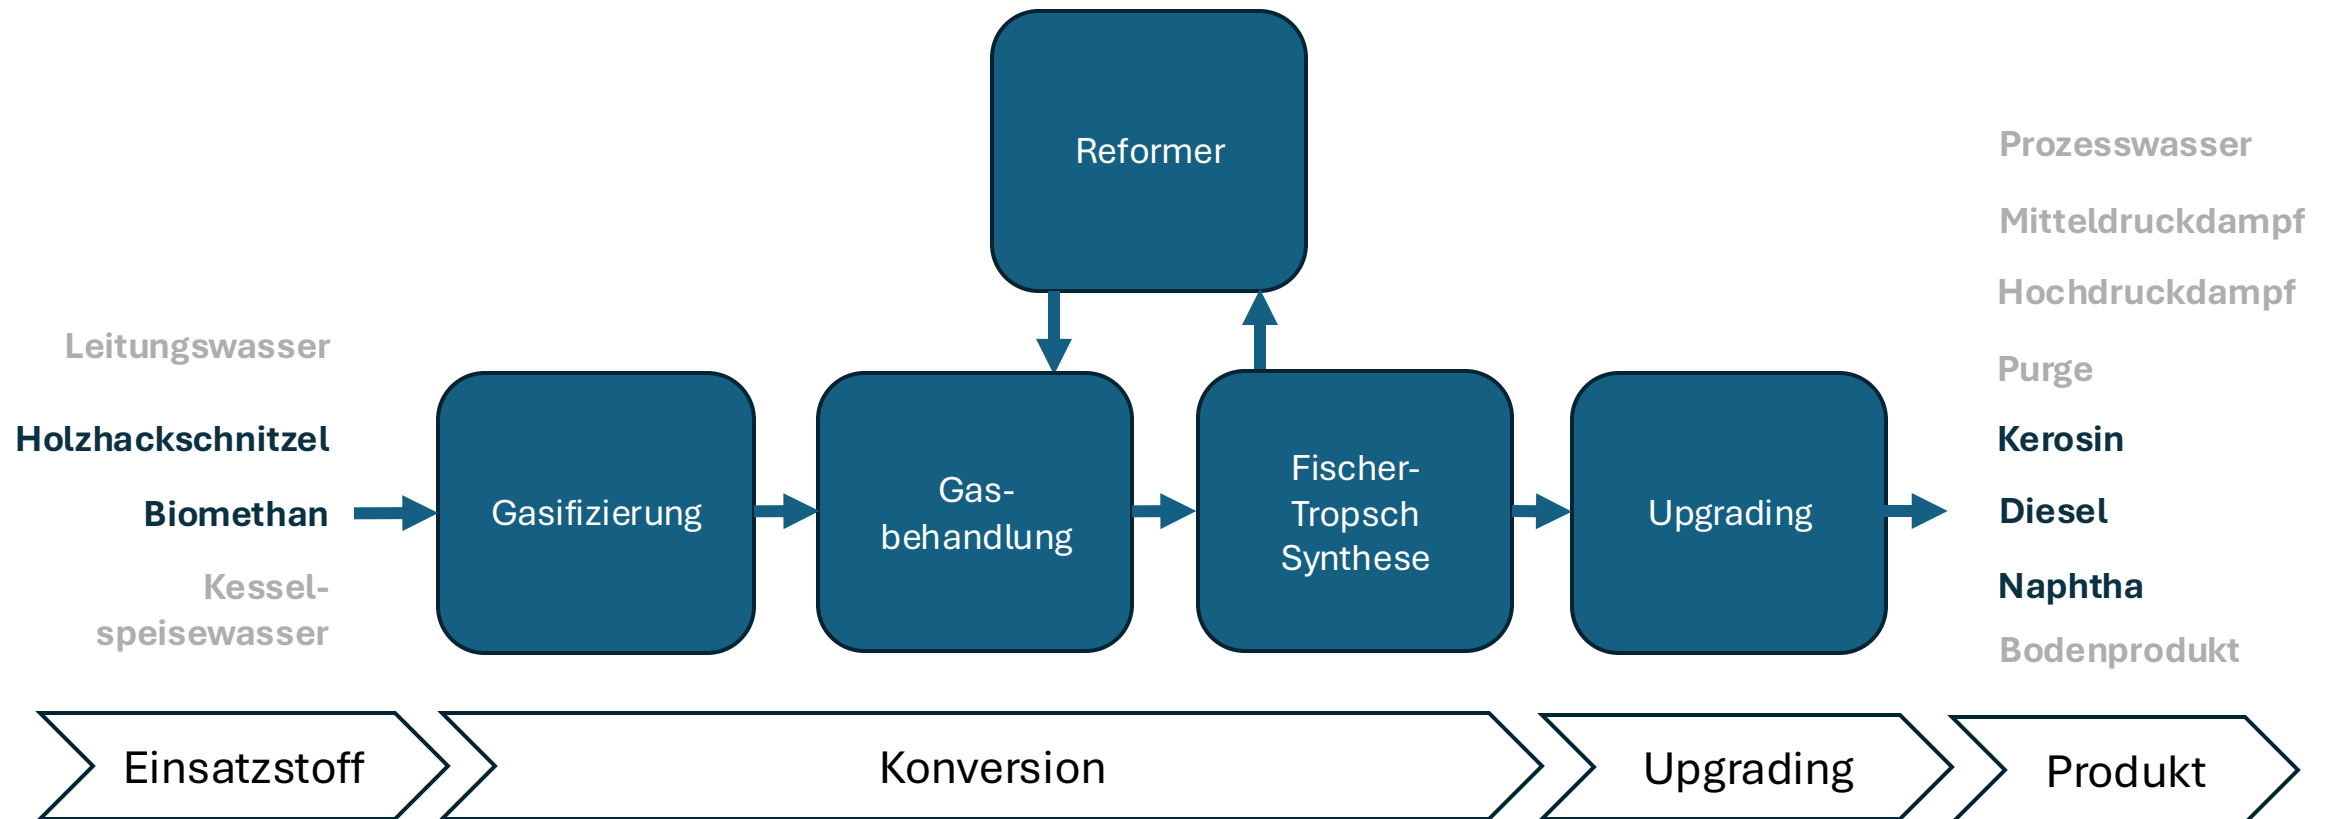 Reformer
Leitungswasser
Holzhackschnitzel
Biomethan
Kessel-
speisewasser
Gasifizierung
Gas-
behandlung
Fischer-
Tropsch
Synthese
Upgrading
Prozesswasser
Mitteldruckdampf
Hochdruckdampf
Purge
Kerosin
Diesel
Naphtha
Bodenprodukt
Einsatzstoff
Konversion
Upgrading
Produkt